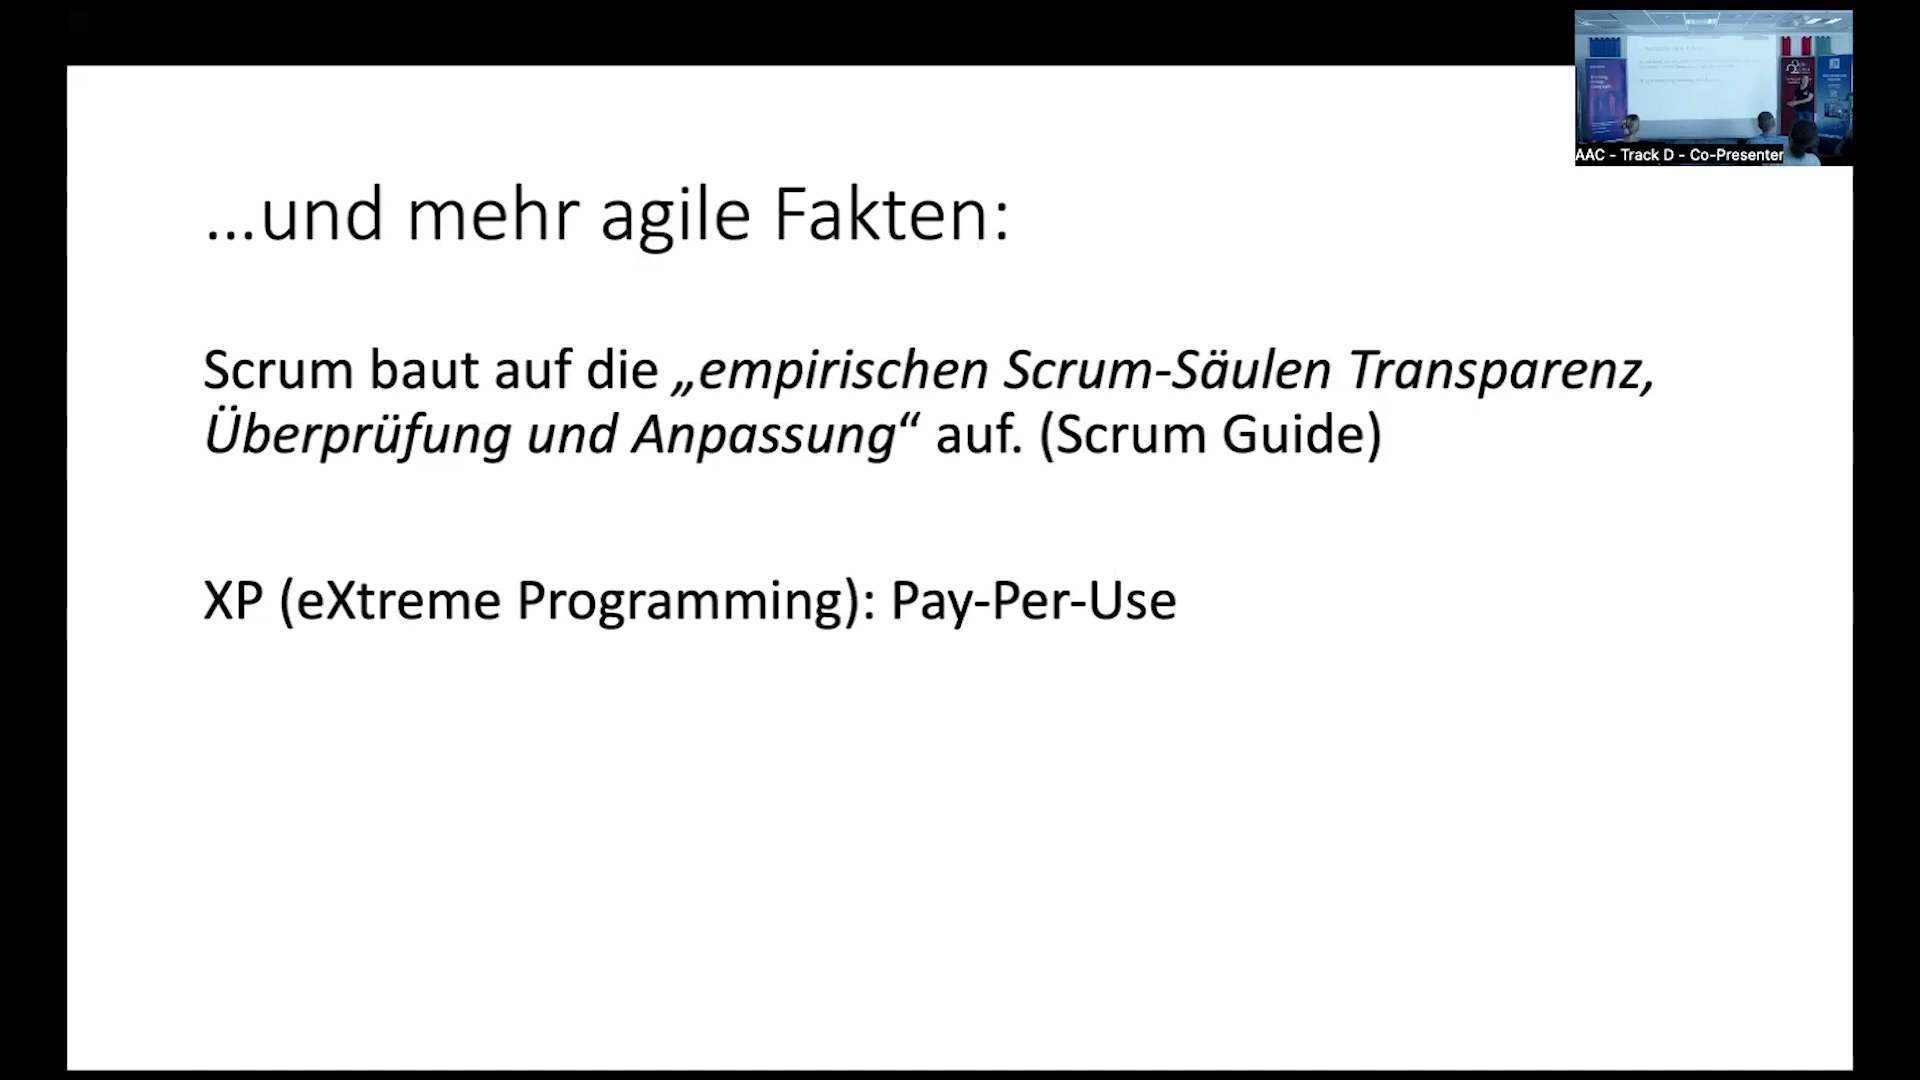 AAC - Track D - Co-Presenter
...und mehr agile Fakten:
Scrum baut auf die „empirischen Scrum-Säulen Transparenz,
Überprüfung und Anpassung“ auf. (Scrum Guide)
XP (eXtreme Programming): Pay-Per-Use